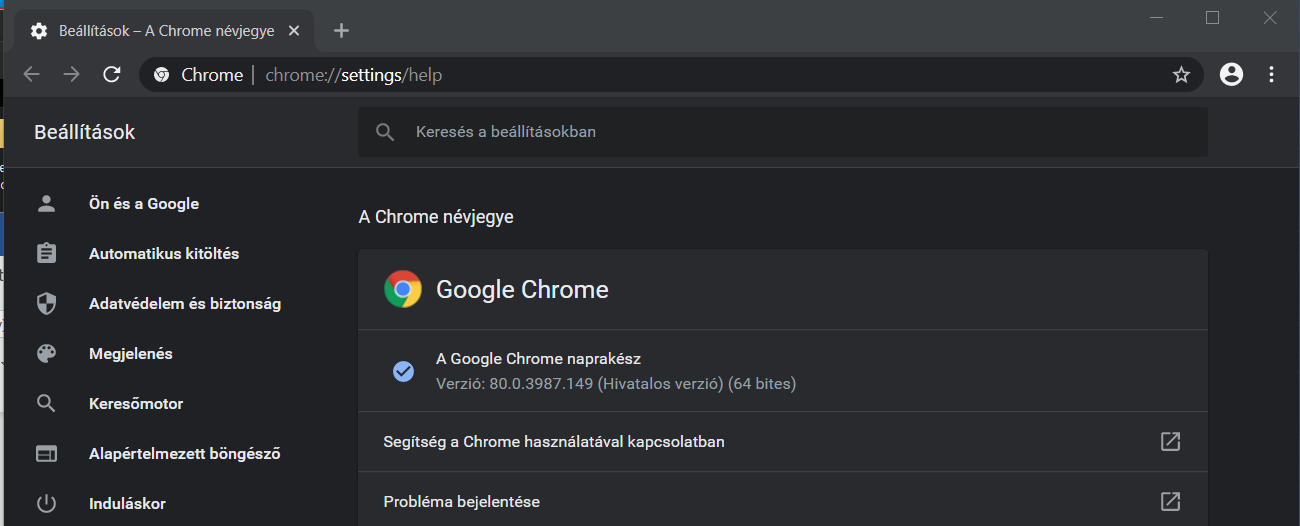 Beállítások – A Chrome névjegye
Chrome | chrome://settings/help
Beállítások
Keresés a beállításokban
Ön és a Google
Automatikus kitöltés
Adatvédelem és biztonság
Megjelenés
Keresőmotor
Alapértelmezett böngésző
Induláskor
A Chrome névjegye
Google Chrome
A Google Chrome naprakész
Verzió: 80.0.3987.149 (Hivatalos verzió) (64 bites)
Segítség a Chrome használatával kapcsolatban
Probléma bejelentése